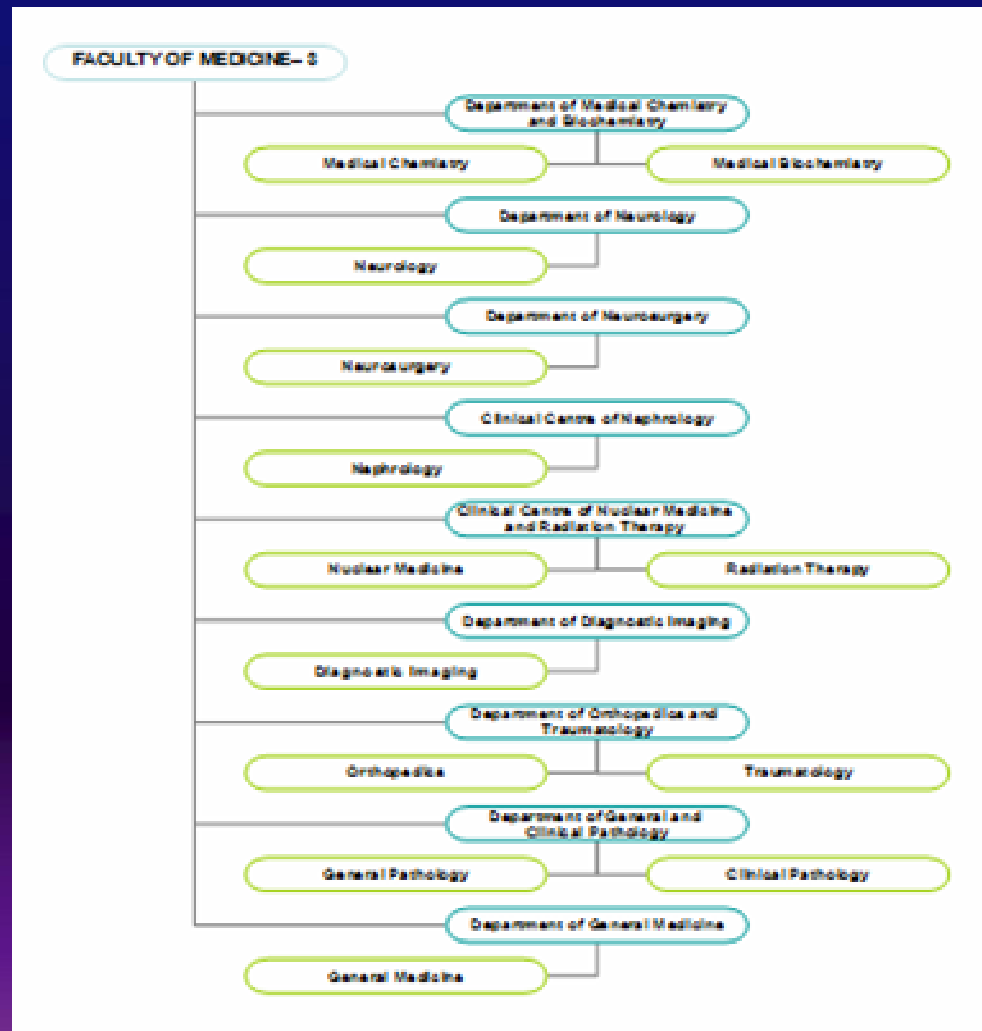 FACULTY OF MEDICINE– 3
Department of Medical Chemistry
and Biochemistry
Medical Chemistry
Medical Biochemistry
Department of Neurology
Neurology
Department of Neurosurgery
Neurosurgery
Clinical Centre of Nephrology
Nephrology
Clinical Centre of Nuclear Medicine
and Radiation Therapy
Nuclear Medicine
Radiation Therapy
Department of Diagnostic Imaging
Diagnostic Imaging
Department of Orthopedics and
Traumatology
Orthopedics
Traumatology
Department of General and
Clinical Pathology
General Pathology
Clinical Pathology
Department of General Medicine
General Medicine